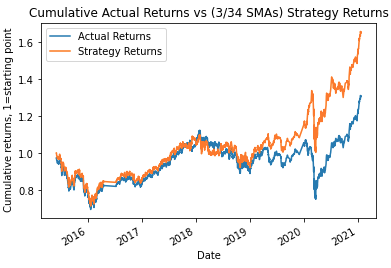 Cumulative Actual Returns vs (3/34 SMAs) Strategy Returns
Actual Returns
Strategy Returns
Cumulative returns, 1=starting point
1.6
1.4
1.2
1.0
0.8
2016
2017
2018
2019
2020
2021
Date